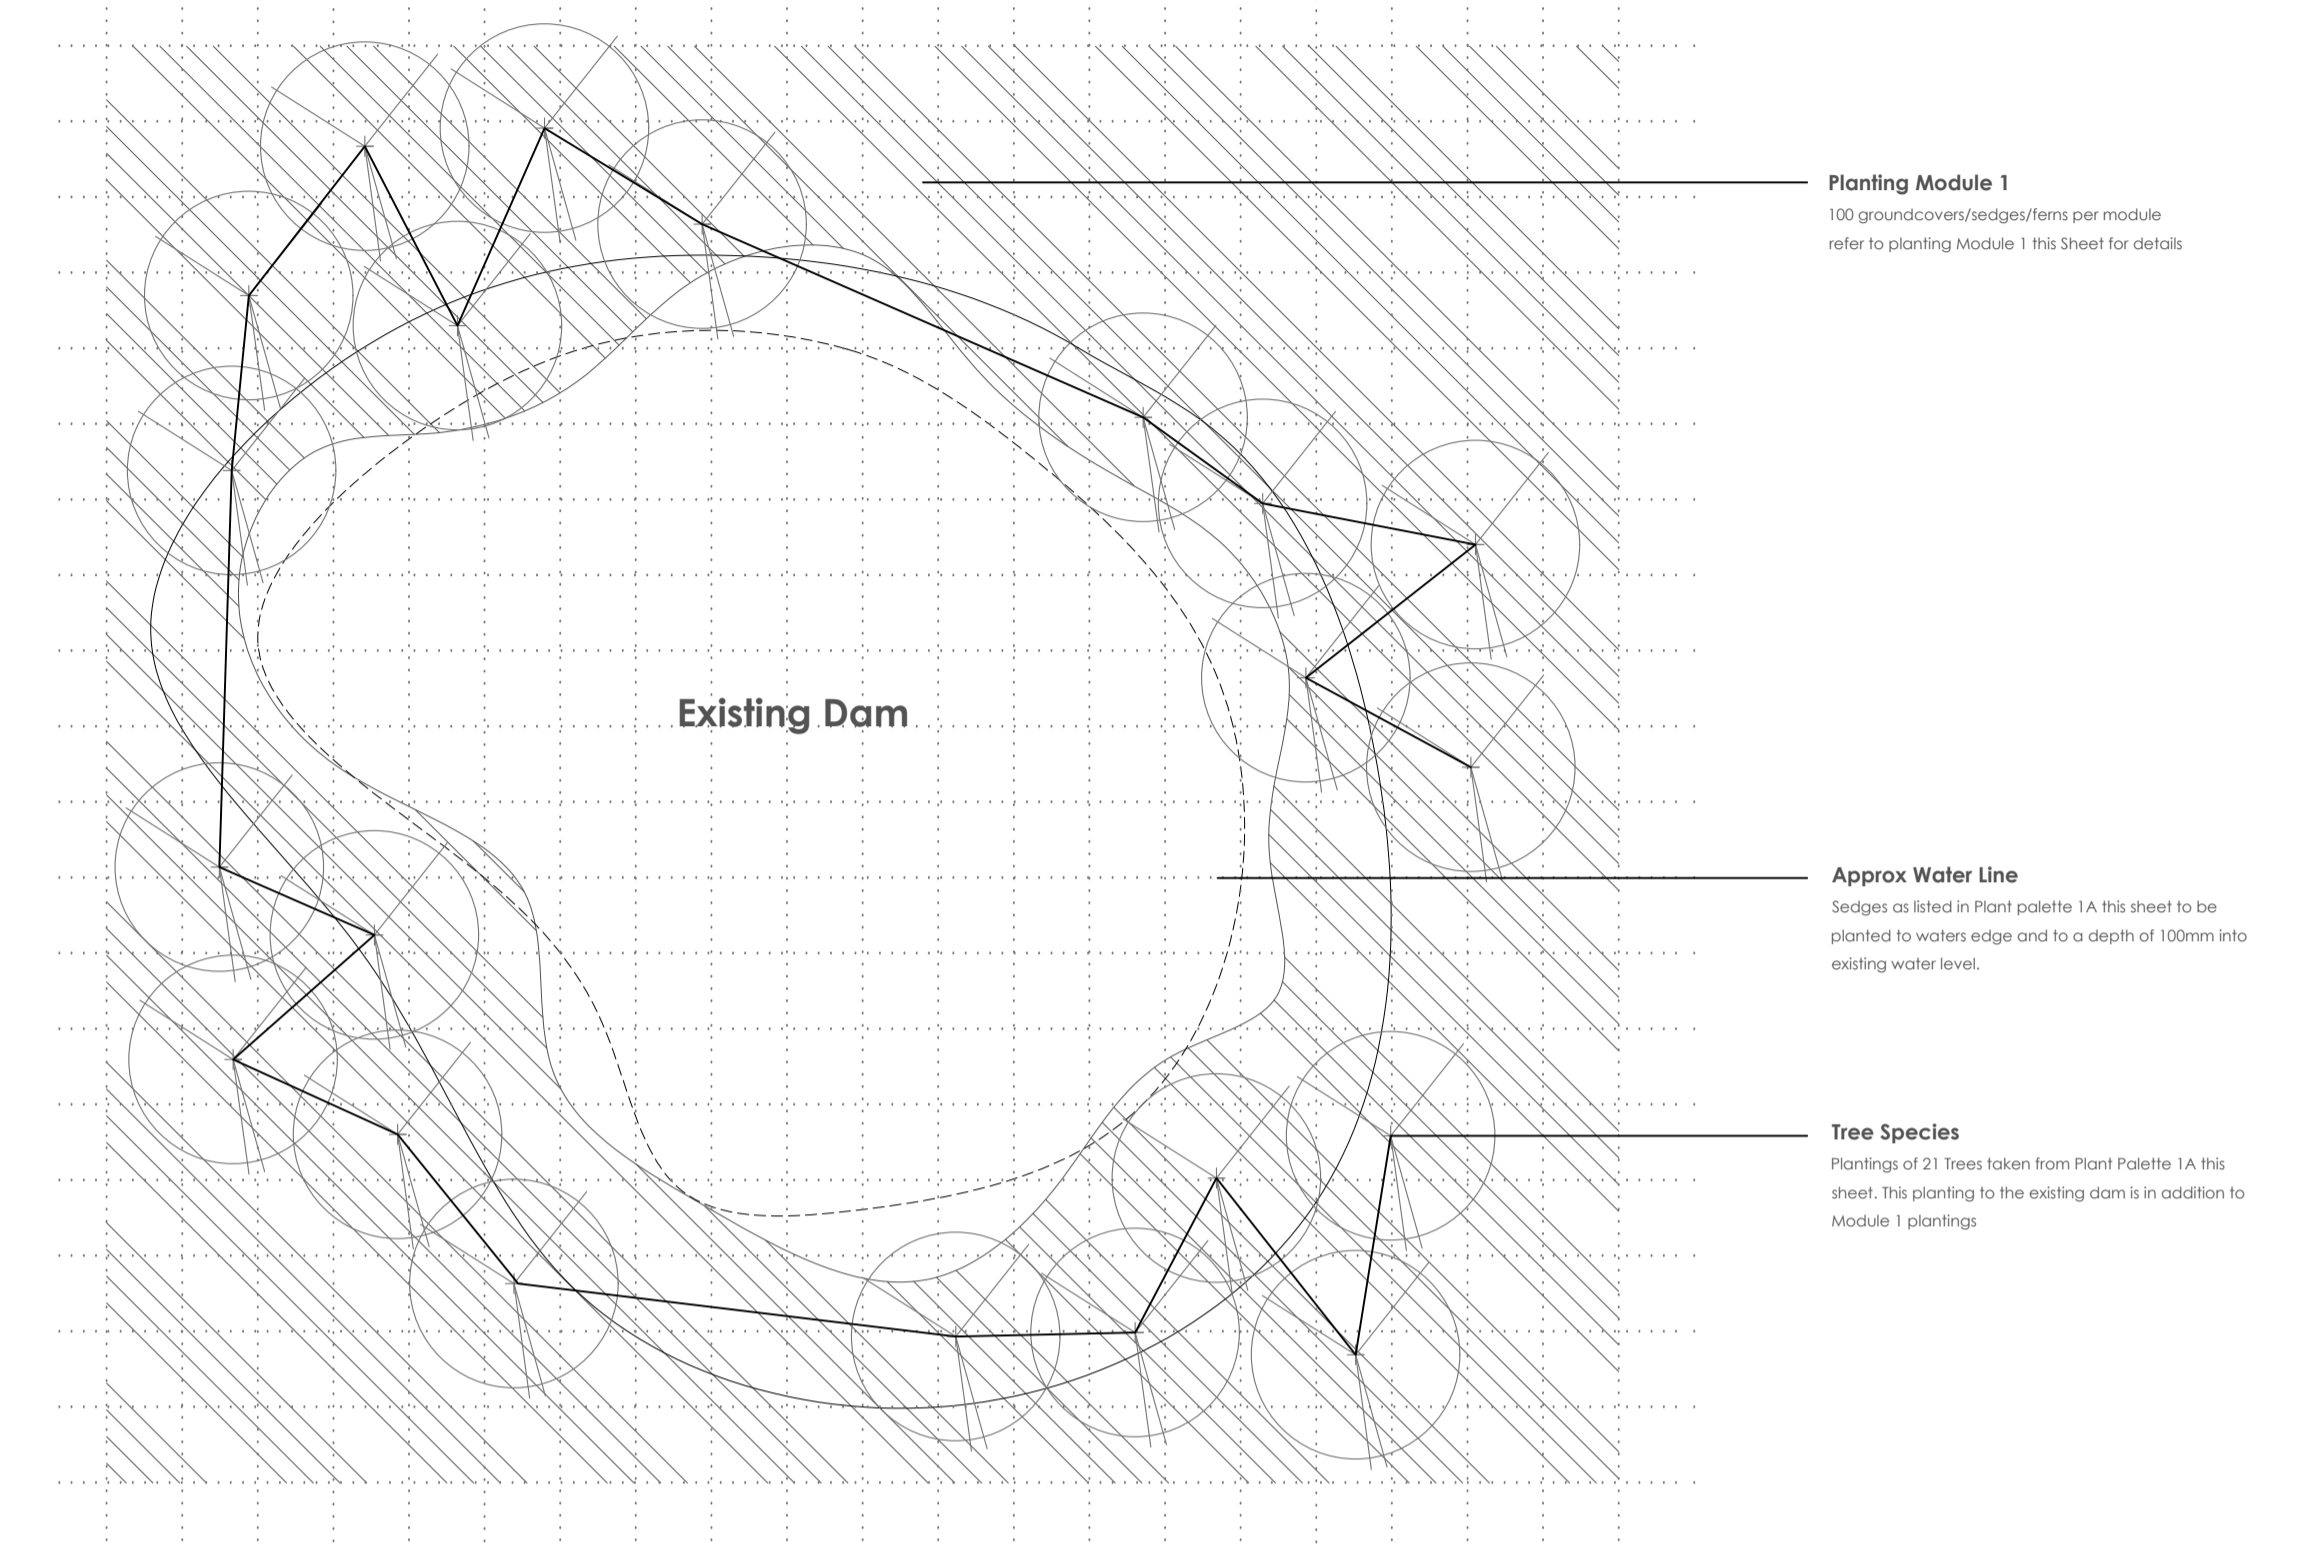 Planting Module 1
100 groundcovers/sedges/ferns per module
refer to planting Module 1 this Sheet for details
Existing Dam
Approx Water Line
Sedges as listed in Plant palette 1A this sheet to be
planted to waters edge and to a depth of 100mm into
existing water level.
Tree Species
Plantings of 21 Trees taken from Plant Palette 1A this
sheet. This planting to the existing dam is in addition to
Module 1 plantings